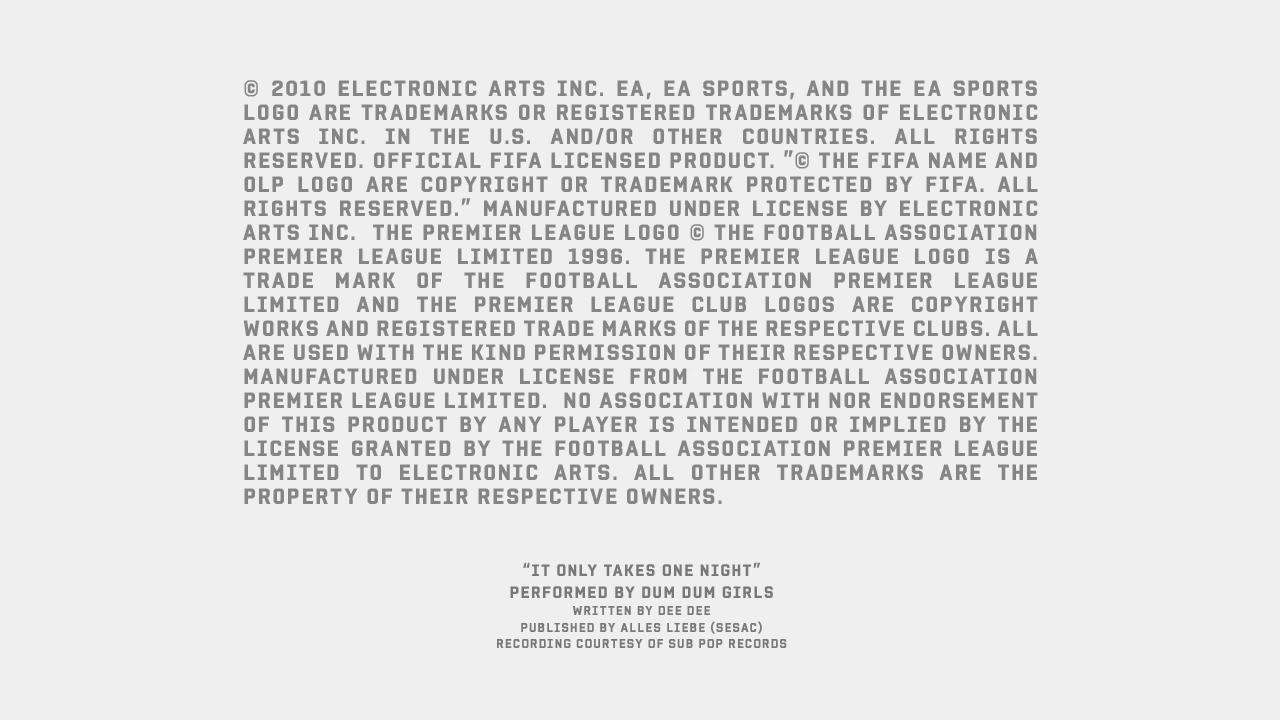 © 2010 ELECTRONIC ARTS INC. EA, EA SPORTS, AND THE EA SPORTS
LOGO ARE TRADEMARKS OR REGISTERED TRADEMARKS OF ELECTRONIC
ARTS INC. IN THE U.S. AND/OR OTHER COUNTRIES. ALL RIGHTS
RESERVED. OFFICIAL FIFA LICENSED PRODUCT. "© THE FIFA NAME AND
OLP LOGO ARE COPYRIGHT OR TRADEMARK PROTECTED BY FIFA. ALL
RIGHTS RESERVED." MANUFACTURED UNDER LICENSE BY ELECTRONIC
ARTS INC. THE PREMIER LEAGUE LOGO © THE FOOTBALL ASSOCIATION
PREMIER LEAGUE LIMITED 1996. THE PREMIER LEAGUE LOGO IS A
TRADE MARK OF THE FOOTBALL ASSOCIATION PREMIER LEAGUE
LIMITED AND THE PREMIER LEAGUE CLUB LOGOS ARE COPYRIGHT
WORKS AND REGISTERED TRADE MARKS OF THE RESPECTIVE CLUBS. ALL
ARE USED WITH THE KIND PERMISSION OF THEIR RESPECTIVE OWNERS.
MANUFACTURED UNDER LICENSE FROM THE FOOTBALL ASSOCIATION
PREMIER LEAGUE LIMITED. NO ASSOCIATION WITH NOR ENDORSEMENT
OF THIS PRODUCT BY ANY PLAYER IS INTENDED OR IMPLIED BY THE
LICENSE GRANTED BY THE FOOTBALL ASSOCIATION PREMIER LEAGUE
LIMITED TO ELECTRONIC ARTS. ALL OTHER TRADEMARKS ARE THE
PROPERTY OF THEIR RESPECTIVE OWNERS.
“IT ONLY TAKES ONE NIGHT”
PERFORMED BY DUM DUM GIRLS
WRITTEN BY DEE DEE
PUBLISHED BY ALLES LIEBE (SESAC)
RECORDING COURTESY OF SUB POP RECORDS